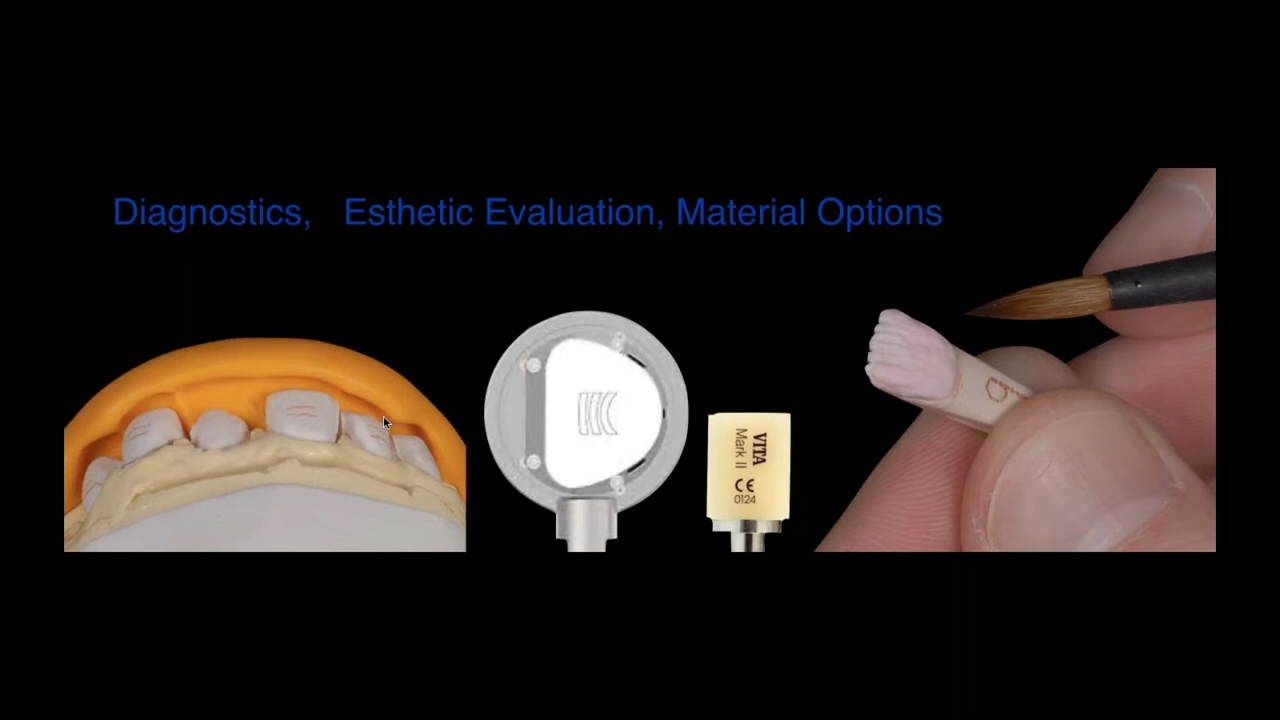 Diagnostics,   Esthetic Evaluation, Material Options
VITA
Mark II
CE
0124